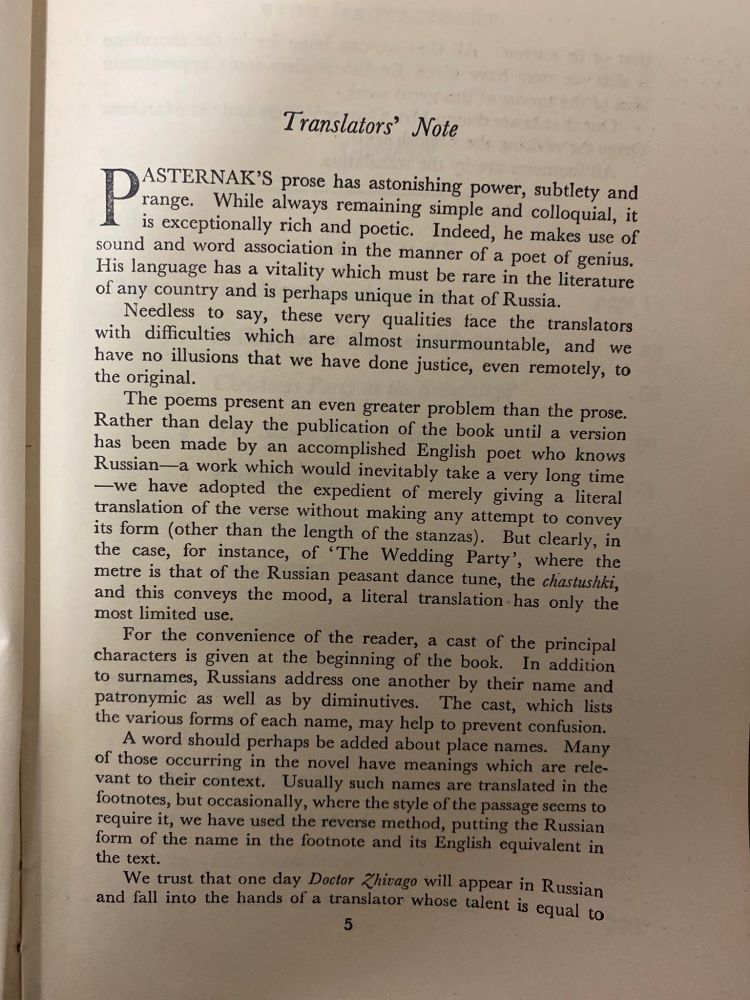 Translators' Note
PASTERNAK'S prose has astonishing power, subtlety and
range. While always remaining simple and colloquial, it
is exceptionally rich and poetic. Indeed, he makes use of
sound and word association in the manner of a poet of genius.
His language has a vitality which must be rare in the literature
of any country and is perhaps unique in that of Russia.
Needless to say, these very qualities face the translators
with difficulties which are almost insurmountable, and we
have no illusions that we have done justice, even remotely, to
the original.
The poems present an even greater problem than the prose.
Rather than delay the publication of the book until a version
has been made by an accomplished English poet who knows
Russian—a work which would inevitably take a very long time
—we have adopted the expedient of merely giving a literal
translation of the verse without making any attempt to convey
its form (other than the length of the stanzas). But clearly, in
the case, for instance, of 'The Wedding Party', where the
metre is that of the Russian peasant dance tune, the chastushki,
and this conveys the mood, a literal translation has only the
most limited use.
For the convenience of the reader, a cast of the principal
characters is given at the beginning of the book. In addition
to surnames, Russians address one another by their name and
patronymic as well as by diminutives. The cast, which lists
the various forms of each name, may help to prevent confusion.
A word should perhaps be added about place names. Many
of those occurring in the novel have meanings which are rele-
vant to their context. Usually such names are translated in the
footnotes, but occasionally, where the style of the passage seems to
require it, we have used the reverse method, putting the Russian
form of the name in the footnote and its English equivalent in
the text.
We trust that one day Doctor Zhivago will appear in Russian
and fall into the hands of a translator whose talent is equal to
5